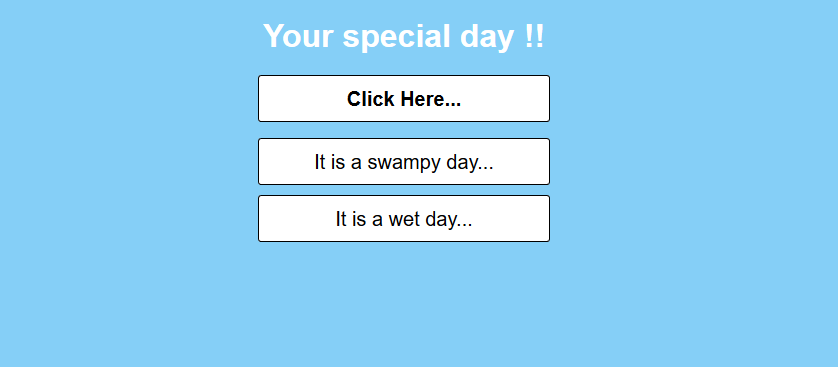 Your special day !!
Click Here...
It is a swampy day...
It is a wet day...